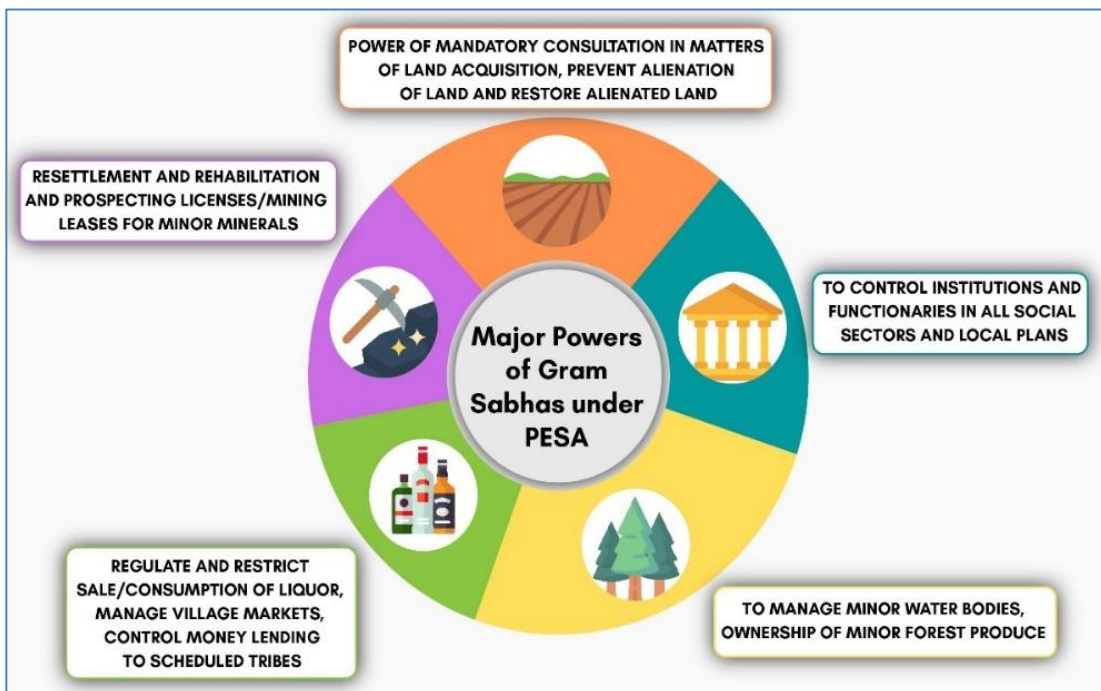 POWER OF MANDATORY CONSULTATION IN MATTERS
OF LAND ACQUISITION, PREVENT ALIENATION
OF LAND AND RESTORE ALIENATED LAND
RESETTLEMENT AND REHABILITATION
AND PROSPECTING LICENSES/MINING
LEASES FOR MINOR MINERALS
TO CONTROL INSTITUTIONS AND
FUNCTIONARIES IN ALL SOCIAL
SECTORS AND LOCAL PLANS
Major Powers
of Gram
Sabhas under
PESA
REGULATE AND RESTRICT
SALE/CONSUMPTION OF LIQUOR,
MANAGE VILLAGE MARKETS,
CONTROL MONEY LENDING
TO SCHEDULED TRIBES
TO MANAGE MINOR WATER BODIES,
OWNERSHIP OF MINOR FOREST PRODUCE